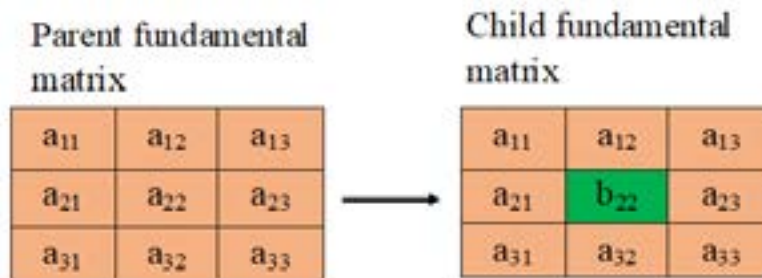 Parent fundamental
matrix
a₁₁ a₁₂ a₁₃
a₂₁ a₂₂ a₂₃
a₃₁ a₃₂ a₃₃
Child fundamental
matrix
a₁₁ a₁₂ a₁₃
a₂₁ b₂₂ a₂₃
a₃₁ a₃₂ a₃₃